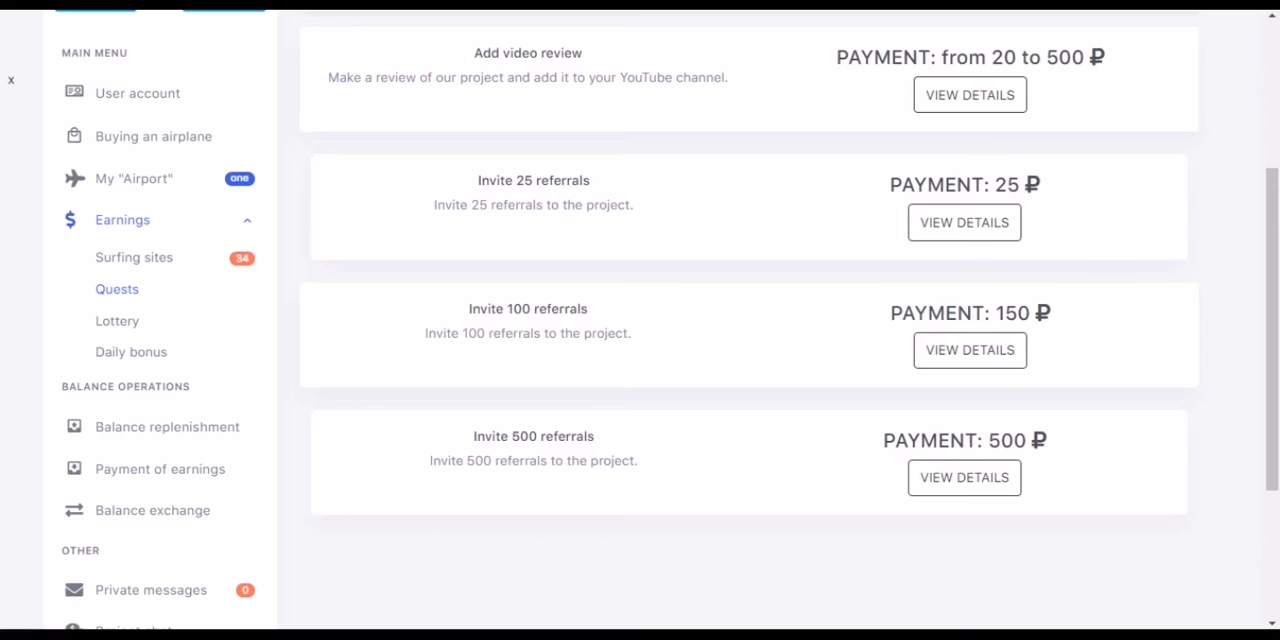 x
MAIN MENU
User account
Buying an airplane
My "Airport" one
Earnings
Surfing sites 34
Quests
Lottery
Daily bonus
BALANCE OPERATIONS
Balance replenishment
Payment of earnings
Balance exchange
OTHER
Private messages 0
Add video review
Make a review of our project and add it to your YouTube channel.
PAYMENT: from 20 to 500 ₽
VIEW DETAILS
Invite 25 referrals
Invite 25 referrals to the project.
PAYMENT: 25 ₽
VIEW DETAILS
Invite 100 referrals
Invite 100 referrals to the project.
PAYMENT: 150 ₽
VIEW DETAILS
Invite 500 referrals
Invite 500 referrals to the project.
PAYMENT: 500 ₽
VIEW DETAILS